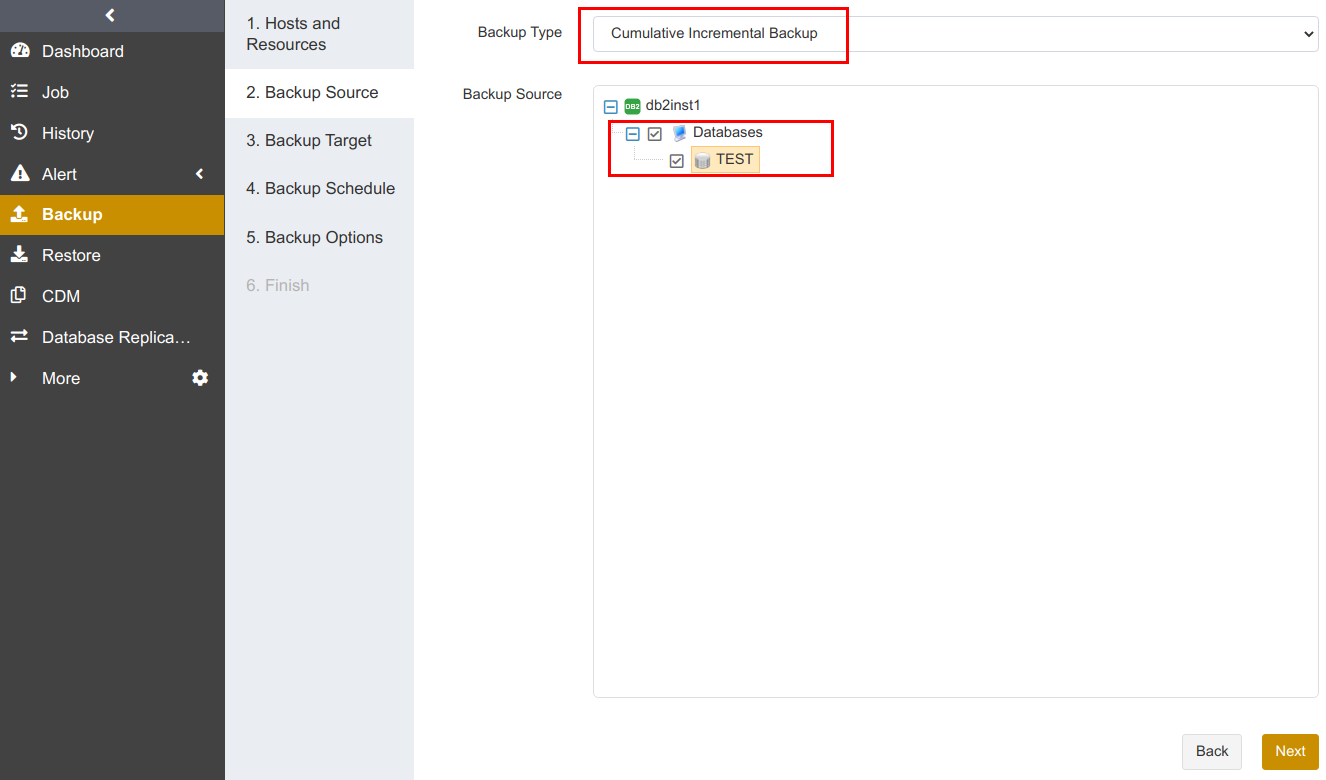 Dashboard
Job
History
Alert
Backup
Restore
CDM
Database Replica…
More
1. Hosts and
Resources
2. Backup Source
3. Backup Target
4. Backup Schedule
5. Backup Options
6. Finish
Backup Type
Cumulative Incremental Backup
Backup Source
DB2 db2inst1
Databases
TEST
Back
Next